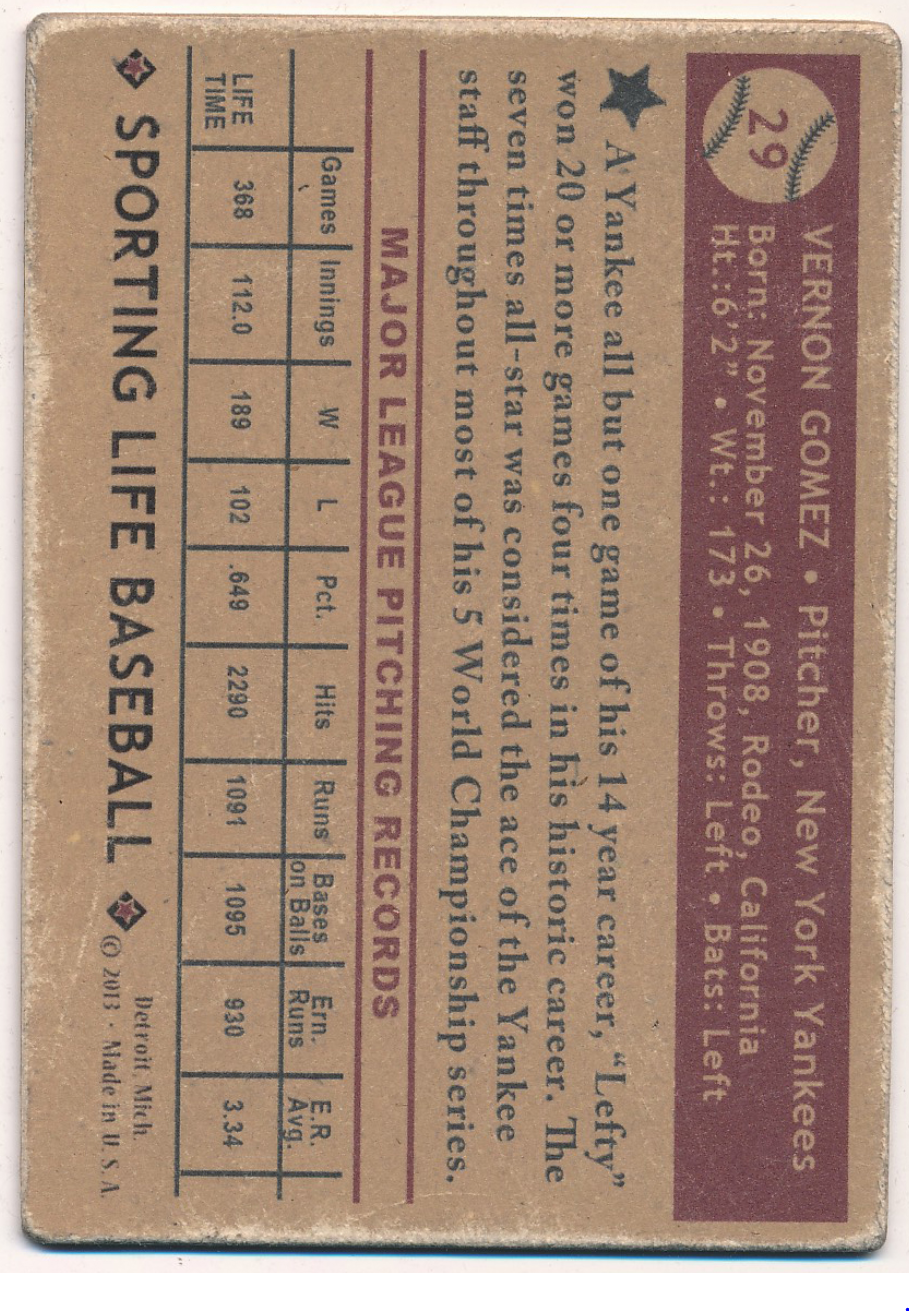 29
VERNON GOMEZ • Pitcher, New York Yankees
Born: November 26, 1908, Rodeo, California
Ht.: 6’2” • Wt.: 173 • Throws: Left • Bats: Left
A Yankee all but one game of his 14 year career, “Lefty”
won 20 or more games four times in his historic career. The
seven times all-star was considered the ace of the Yankee
staff throughout most of his 5 World Championship series.
MAJOR LEAGUE PITCHING RECORDS
Games Innings W L Pct. Hits Runs Bases on Balls Ern. Runs E.R. Avg.
LIFE TIME 368 112.0 189 102 .649 2290 1091 1095 930 3.34
SPORTING LIFE BASEBALL
Detroit, Mich.
© 2013 · Made in U. S. A.